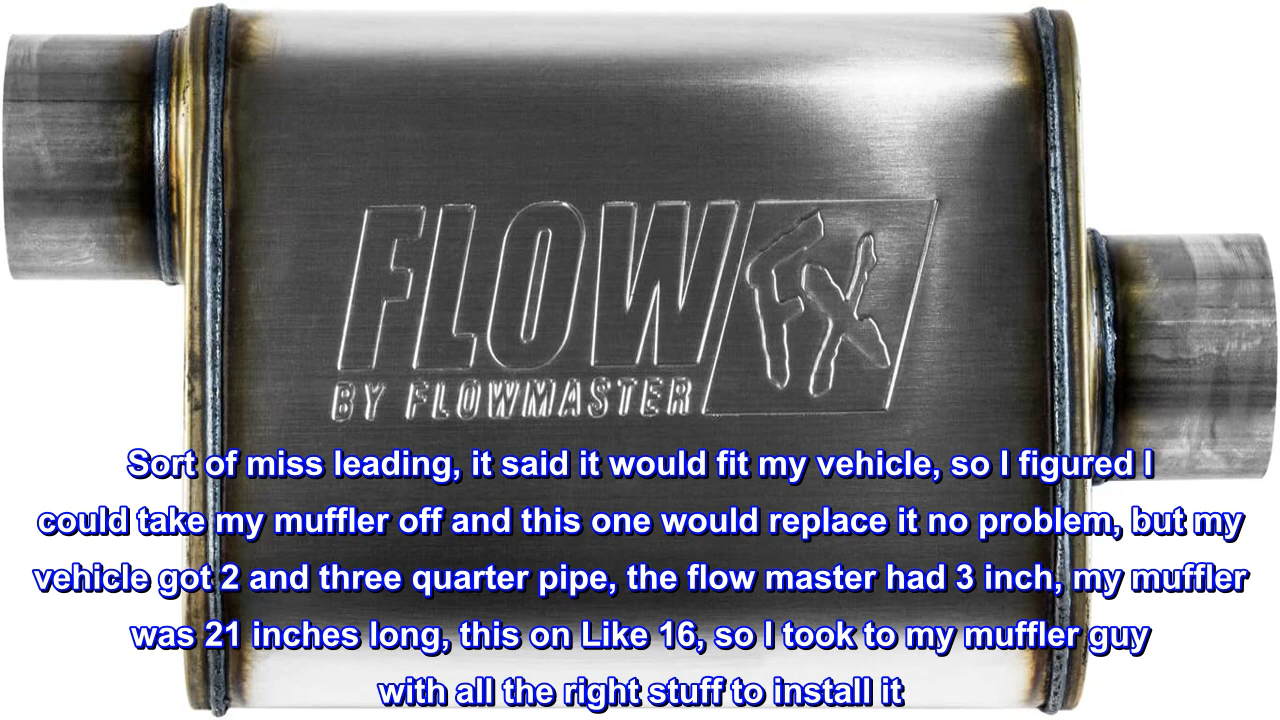 FLOW FX
BY FLOWMASTER
Sort of miss leading, it said it would fit my vehicle, so I figured I
could take my muffler off and this one would replace it no problem, but my
vehicle got 2 and three quarter pipe, the flow master had 3 inch, my muffler
was 21 inches long, this on Like 16, so I took to my muffler guy
with all the right stuff to install it